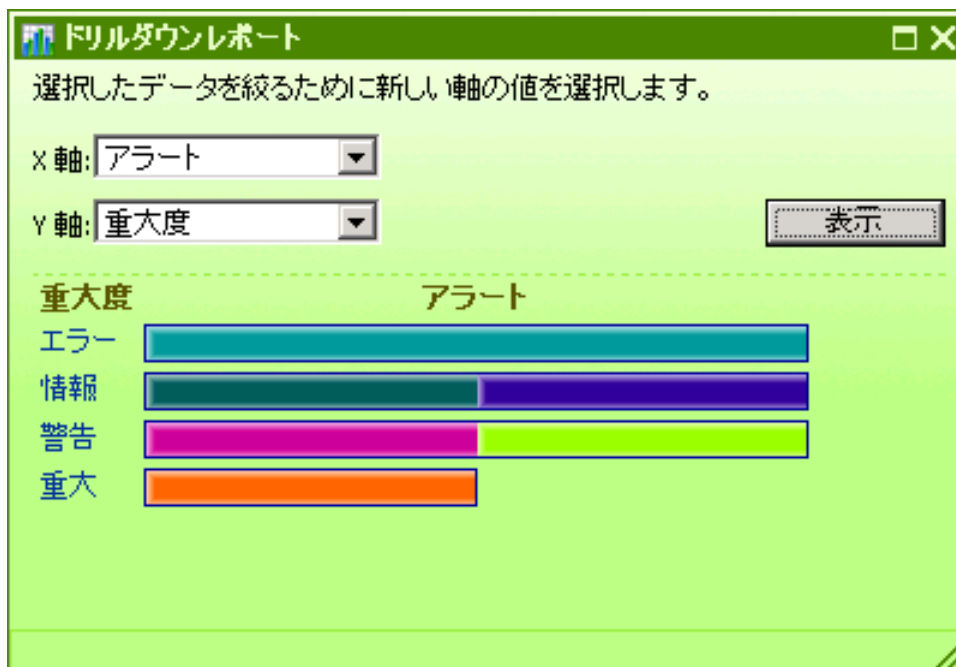 ドリルダウンレポート
選択したデータを絞るために新しい軸の値を選択します。
X 軸: アラート
Y 軸: 重大度
表示
重大度 アラート
エラー
情報
警告
重大